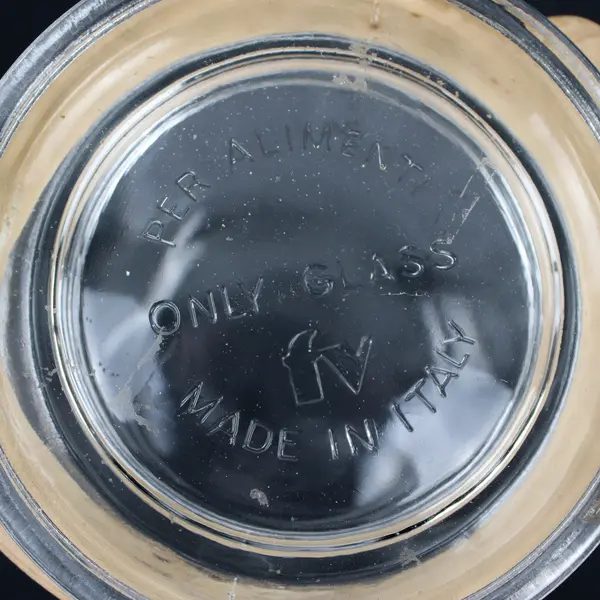 PER ALIMENTI
ONLY GLASS
MADE IN ITALY